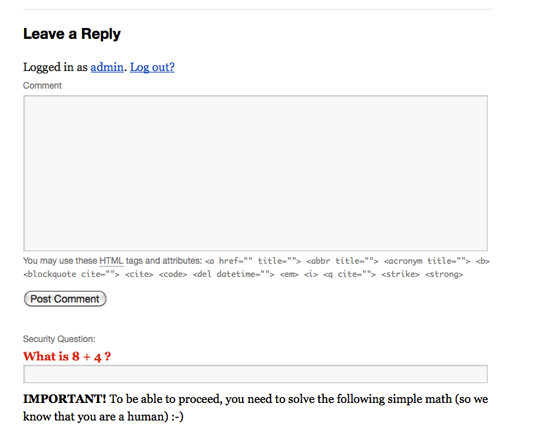 Leave a Reply
Logged in as admin. Log out?
Comment
You may use these HTML tags and attributes: <a href="" title=""> <abbr title=""> <acronym title=""> <b>
<blockquote cite=""> <cite> <code> <del datetime=""> <em> <i> <q cite=""> <strike> <strong>
Post Comment
Security Question:
What is 8 + 4 ?
IMPORTANT! To be able to proceed, you need to solve the following simple math (so we
know that you are a human) :-)